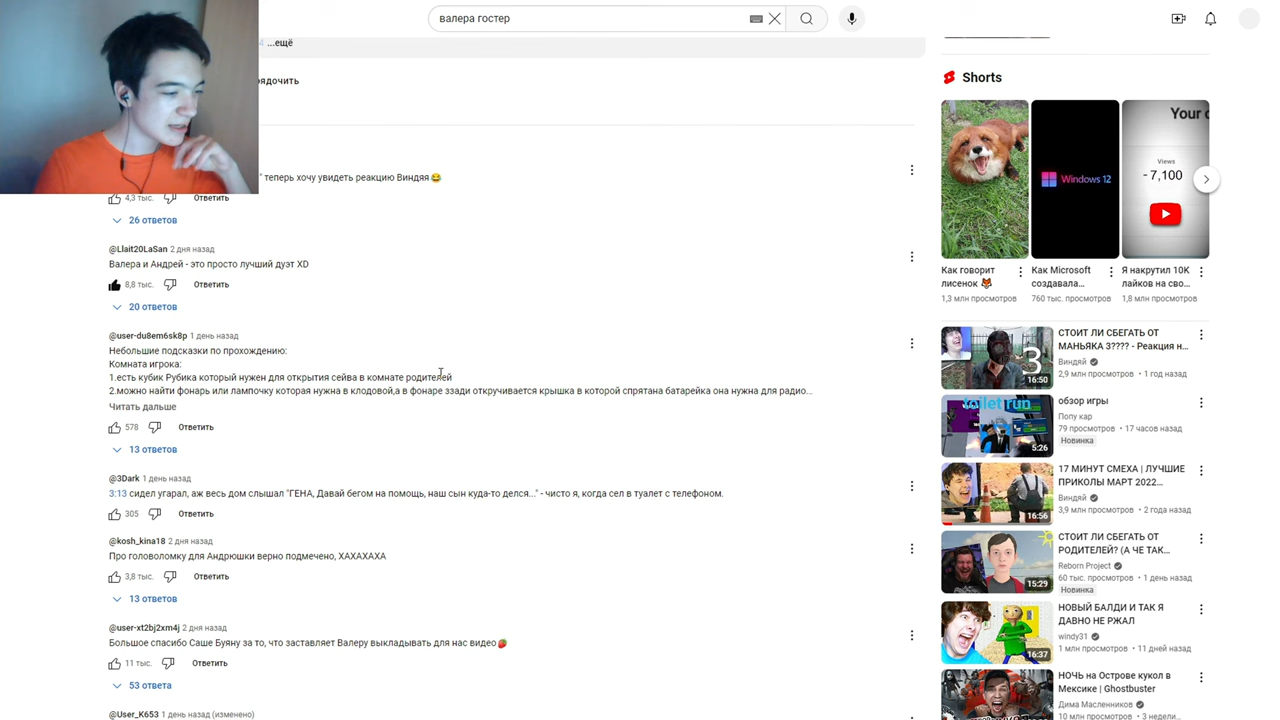 валера гостер
...ещё
рядочить
" теперь хочу увидеть реакцию Виндяя😂
4,3 тыс.
Ответить
26 ответов
@Llait20LaSan 2 дня назад
Валера и Андрей - это просто лучший дуэт XD
8,8 тыс.
Ответить
20 ответов
@user-du8em6sk8p 1 день назад
Небольшие подсказки по прохождению:
Комната игрока:
1.есть кубик Рубика который нужен для открытия сейва в комнате родителей
2.можно найти фонарь или лампочку которая нужна в клодовой,а в фонаре ззади откручивается крышка в которой спрятана батарейка она нужна для радио...
Читать дальше
578
Ответить
13 ответов
@3Dark 1 день назад
3:13 сидел угарал, аж весь дом слышал "ГЕНА, Давай бегом на помощь, наш сын куда-то делся..." - чисто я, когда сел в туалет с телефоном.
305
Ответить
13 ответов
@kosh_kina18 2 дня назад
Про головоломку для Андрюшки верно подмечено, ХАХАХАХА
3,8 тыс.
Ответить
13 ответов
@user-xt2bj2xm4j 2 дня назад
Большое спасибо Саше Буяну за то, что заставляет Валеру выкладывать для нас видео🍓
11 тыс.
Ответить
53 ответа
@User_K653 1 день назад (изменено)
Shorts
Windows 12
Your
Views
-7,100
Как говорит
лисенок 🦊
1,3 млн просмотров
Как Microsoft
создавала...
760 тыс. просмотров
Я накрутил 10К
лайков на сво...
1,8 млн просмотров
3
16:50
СТОИТ ЛИ СБЕГАТЬ ОТ
МАНЬЯКА 3???? - Реакция н...
Виндяй
2,9 млн просмотров • 1 год назад
toilet run
5:26
обзор игры
Попу кар
79 просмотров • 17 часов назад
Новинка
16:56
17 МИНУТ СМЕХА | ЛУЧШИЕ
ПРИКОЛЫ МАРТ 2022...
Виндяй
3,9 млн просмотров • 2 года назад
15:29
СТОИТ ЛИ СБЕГАТЬ ОТ
РОДИТЕЛЕЙ? (А ЧЕ ТАК...
Reborn Project
60 тыс. просмотров • 1 день назад
Новинка
16:37
НОВЫЙ БАЛДИ И ТАК Я
ДАВНО НЕ РЖАЛ
windy31
1 млн просмотров • 11 дней назад
НОЧЬ на Острове кукол в
Мексике | Ghostbuster
Дима Масленников
10 млн просмотров • 3 недели...